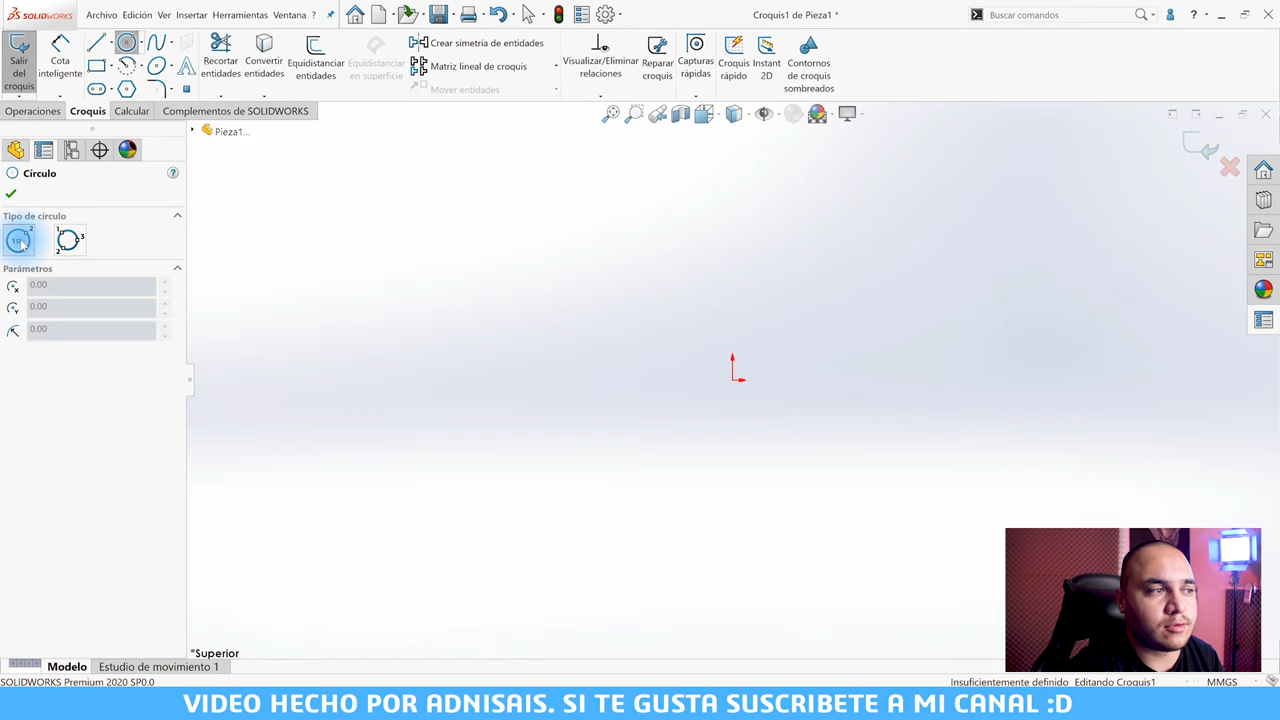 SOLIDWORKS Archivo Edición Ver Insertar Herramientas Ventana ? Croquis1 de Pieza1 * Buscar comandos ?
Salir del croquis
Cota inteligente
Recortar entidades
Convertir entidades
Equidistanciar entidades
Equidistanciar en superficie
Crear simetría de entidades
Matriz lineal de croquis
Mover entidades
Visualizar/Eliminar relaciones
Reparar croquis
Capturas rápidas
Croquis rápido
Instant 2D
Contornos de croquis sombreados
Operaciones Croquis Calcular Complementos de SOLIDWORKS
Pieza1...
Círculo ?
Tipo de círculo
Parámetros
0.00
0.00
0.00
*Superior
Modelo Estudio de movimiento 1
SOLIDWORKS Premium 2020 SP0.0 Insuficientemente definido Editando Croquis1 MMGS
VIDEO HECHO POR ADNISAIS. SI TE GUSTA SUSCRIBETE A MI CANAL :D